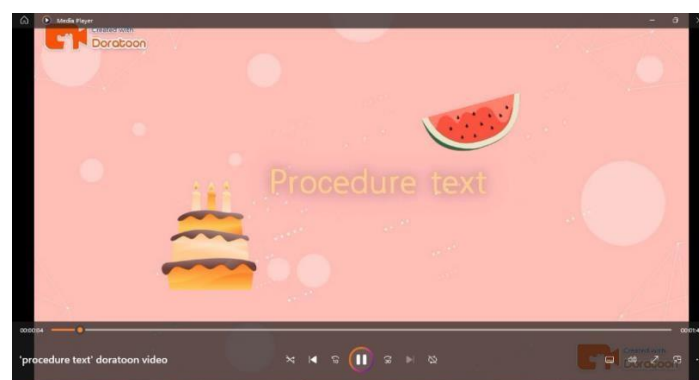 Media Player
Created with
Doratoon
Procedure text
00:00:04
'procedure text' doratoon video
Created with
Doratoon